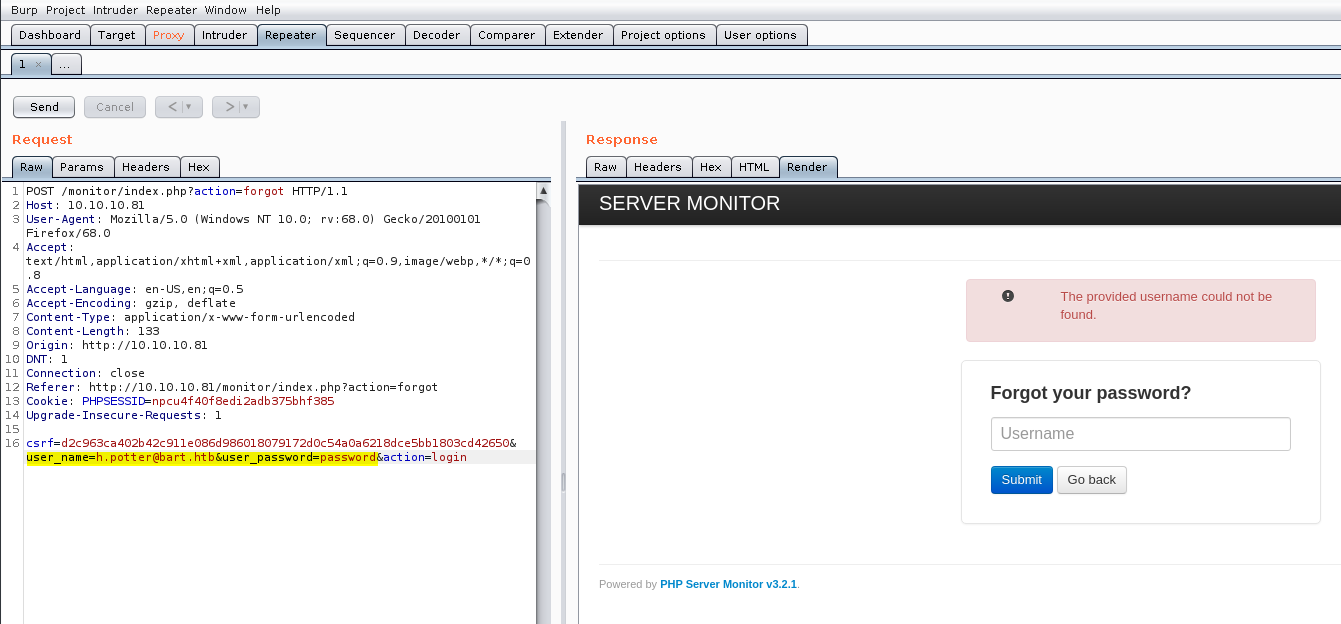 Burp Project Intruder Repeater Window Help
Dashboard Target Proxy Intruder Repeater Sequencer Decoder Comparer Extender Project options User options
1 × ...
Send Cancel < ▼ > ▼
Request
Raw Params Headers Hex
1 POST /monitor/index.php?action=forgot HTTP/1.1
2 Host: 10.10.10.81
3 User-Agent: Mozilla/5.0 (Windows NT 10.0; rv:68.0) Gecko/20100101
Firefox/68.0
4 Accept:
text/html,application/xhtml+xml,application/xml;q=0.9,image/webp,*/*;q=0
.8
5 Accept-Language: en-US,en;q=0.5
6 Accept-Encoding: gzip, deflate
7 Content-Type: application/x-www-form-urlencoded
8 Content-Length: 133
9 Origin: http://10.10.10.81
10 DNT: 1
11 Connection: close
12 Referer: http://10.10.10.81/monitor/index.php?action=forgot
13 Cookie: PHPSESSID=npcu4f40f8edi2adb375bhf385
14 Upgrade-Insecure-Requests: 1
15
16 csrf=d2c963ca402b42c911e086d986018079172d0c54a0a6218dce5bb1803cd42650&
user_name=h.potter@bart.htb&user_password=password&action=login
Response
Raw Headers Hex HTML Render
SERVER MONITOR
The provided username could not be
found.
Forgot your password?
Username
Submit Go back
Powered by PHP Server Monitor v3.2.1.